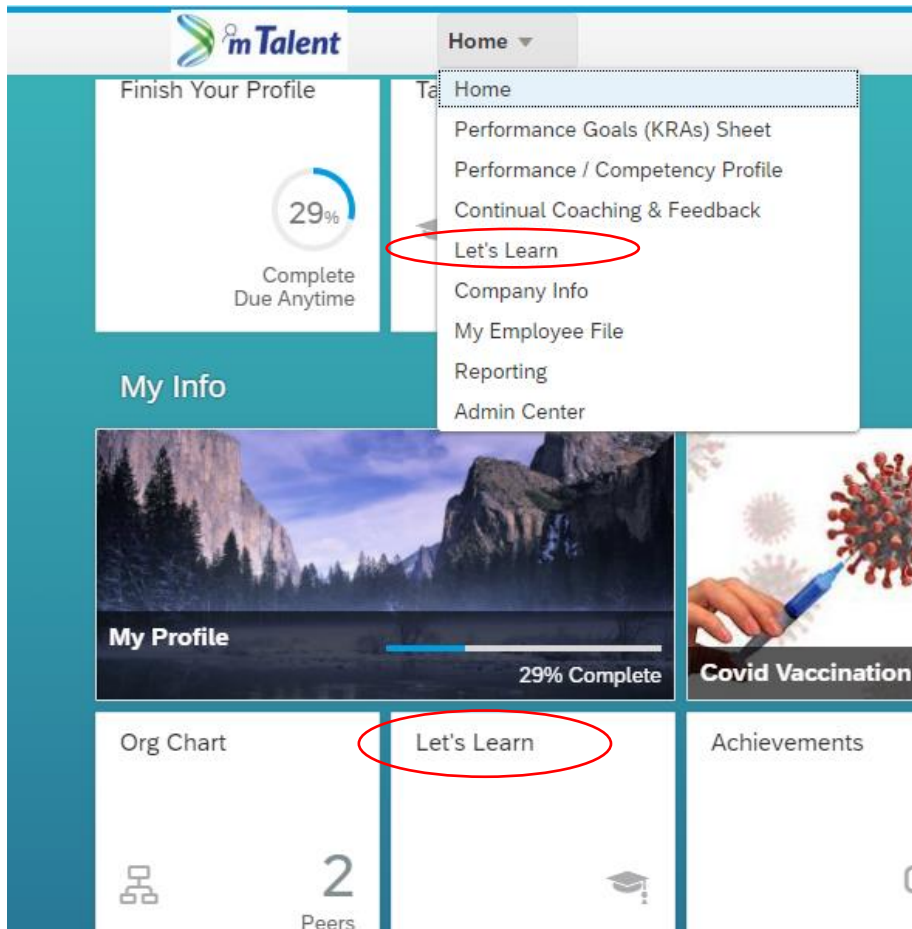 m Talent
Home
Finish Your Profile
29%
Complete
Due Anytime
Home
Performance Goals (KRAs) Sheet
Performance / Competency Profile
Continual Coaching & Feedback
Let's Learn
Company Info
My Employee File
Reporting
Admin Center
My Info
My Profile
29% Complete
Covid Vaccination
Org Chart
2
Peers
Let's Learn
Achievements